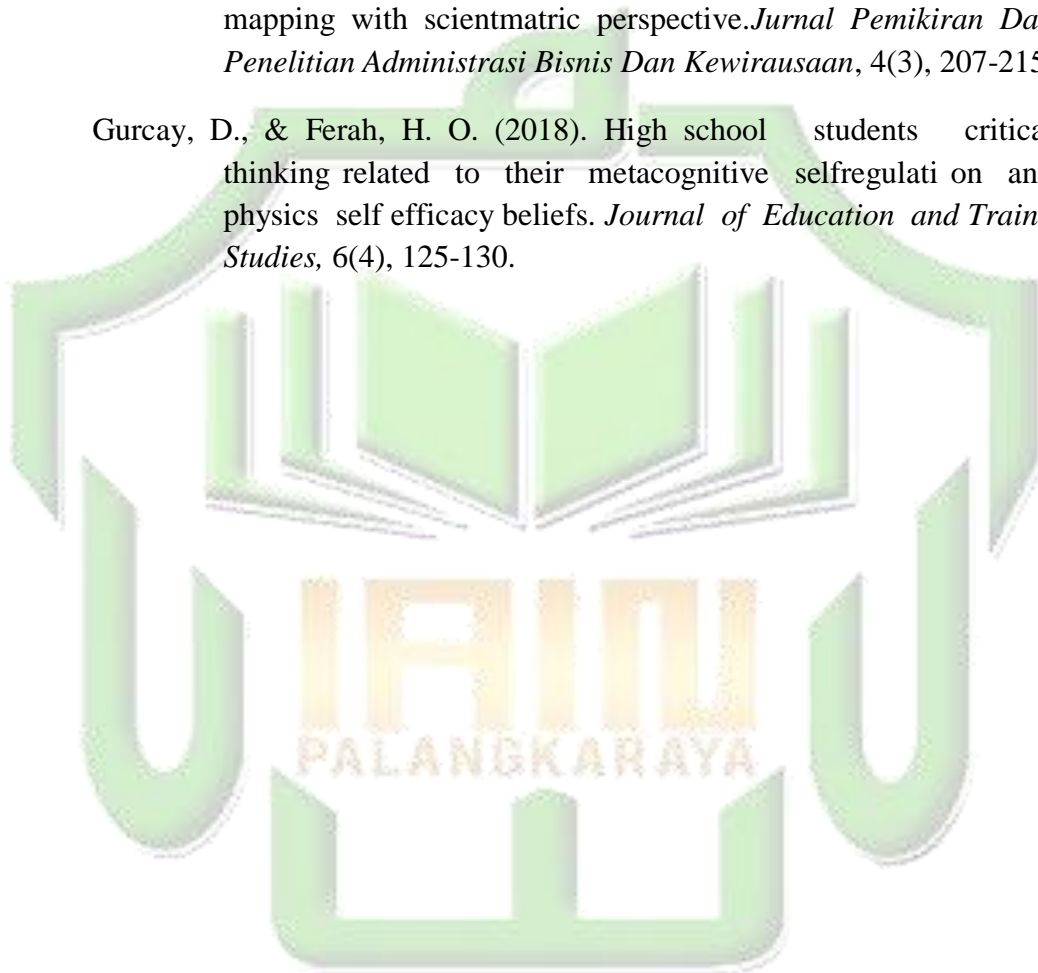 mapping with scientmatric perspective.Jurnal Pemikiran Da
Penelitian Administrasi Bisnis Dan Kewirausaan, 4(3), 207-215
Gurcay, D., & Ferah, H. O. (2018). High school students critica
thinking related to their metacognitive selfregulati on an
physics self efficacy beliefs. Journal of Education and Train
Studies, 6(4), 125-130.
IAIN
PALANGKARAYA